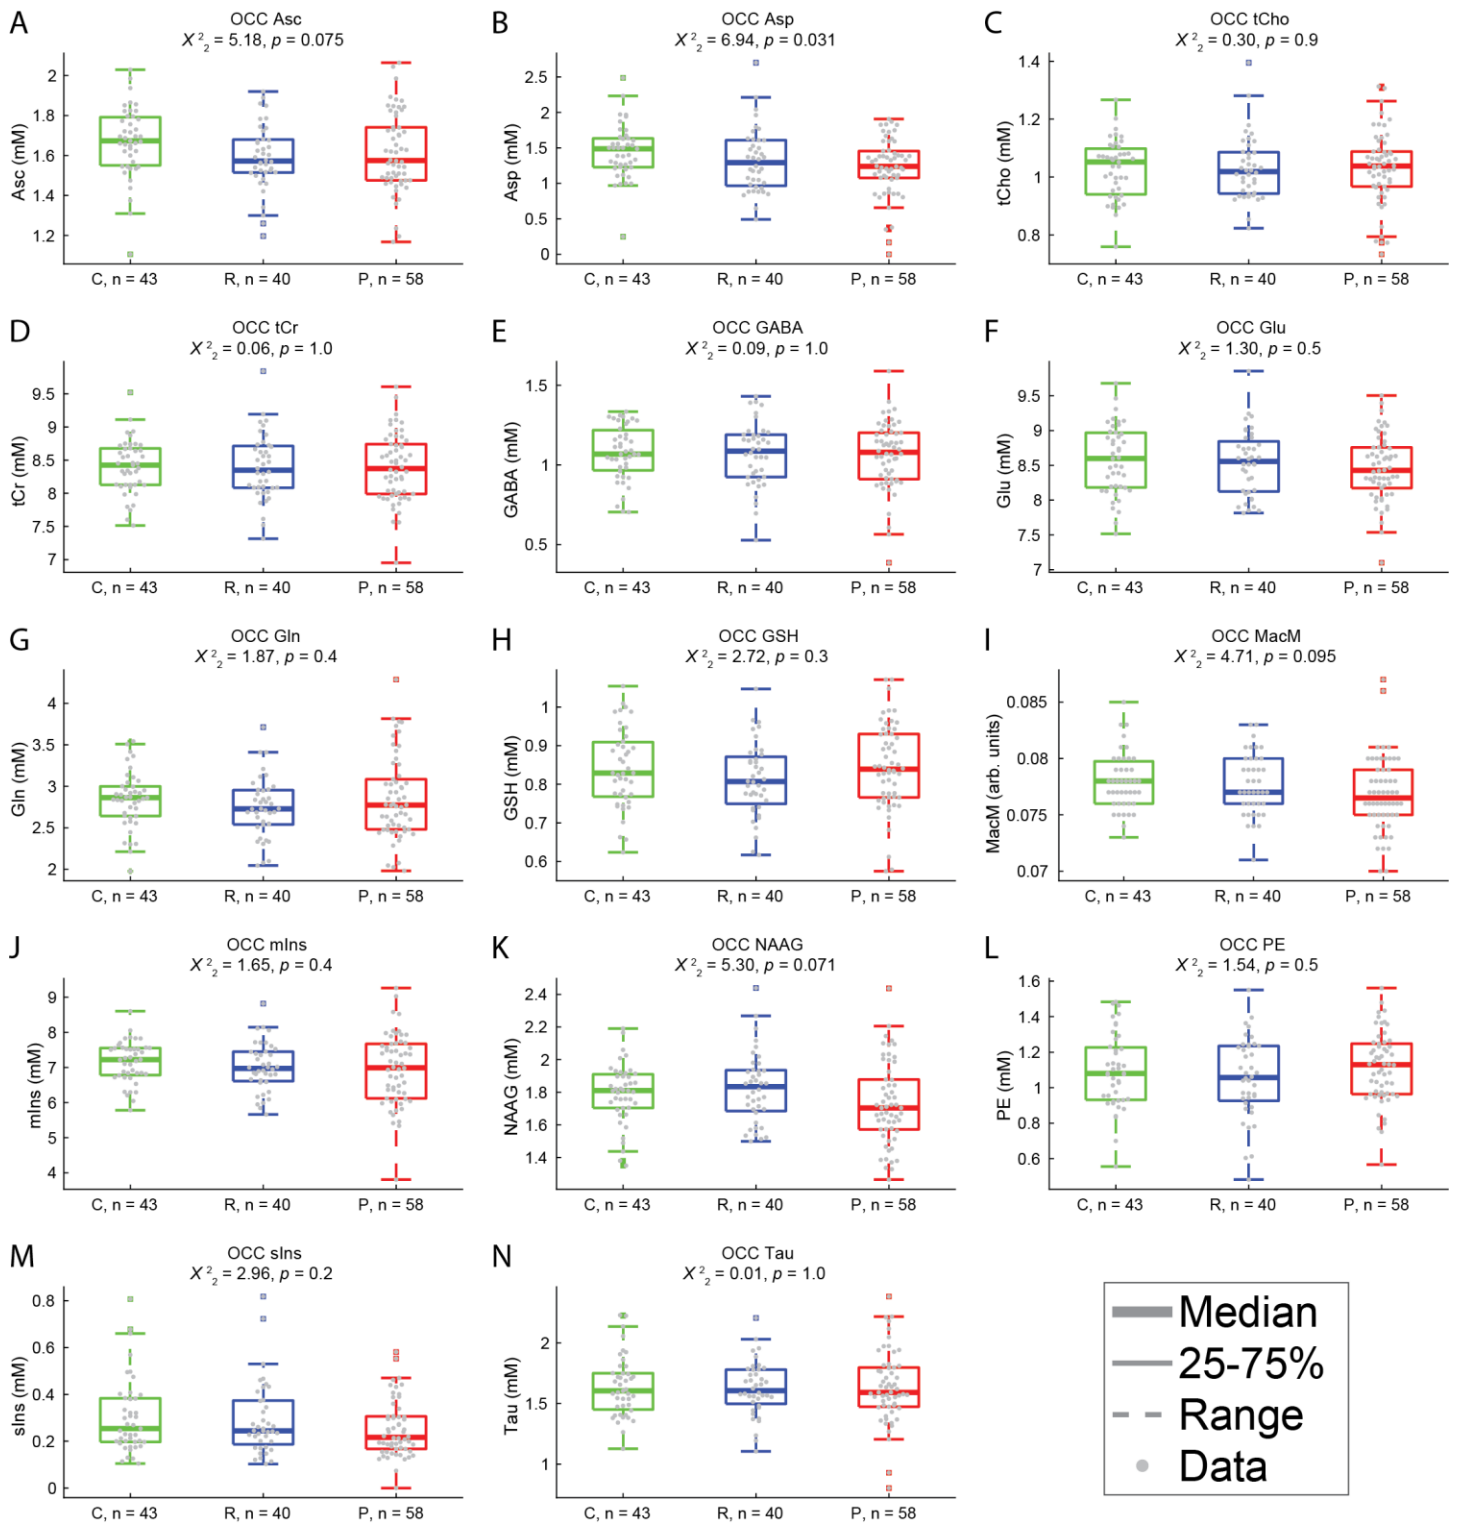 A
OCC Asc
X²₂ = 5.18, p = 0.075
Asc (mM)
2
1.8
1.6
1.4
1.2
C, n = 43
R, n = 40
P, n = 58
B
OCC Asp
X²₂ = 6.94, p = 0.031
Asp (mM)
2.5
2
1.5
1
0.5
0
C, n = 43
R, n = 40
P, n = 58
C
OCC tCho
X²₂ = 0.30, p = 0.9
tCho (mM)
1.4
1.2
1
0.8
C, n = 43
R, n = 40
P, n = 58
D
OCC tCr
X²₂ = 0.06, p = 1.0
tCr (mM)
9.5
9
8.5
8
7.5
7
C, n = 43
R, n = 40
P, n = 58
E
OCC GABA
X²₂ = 0.09, p = 1.0
GABA (mM)
1.5
1
0.5
C, n = 43
R, n = 40
P, n = 58
F
OCC Glu
X²₂ = 1.30, p = 0.5
Glu (mM)
9.5
9
8.5
8
7.5
7
C, n = 43
R, n = 40
P, n = 58
G
OCC Gln
X²₂ = 1.87, p = 0.4
Gln (mM)
4
3.5
3
2.5
2
C, n = 43
R, n = 40
P, n = 58
H
OCC GSH
X²₂ = 2.72, p = 0.3
GSH (mM)
1
0.9
0.8
0.7
0.6
C, n = 43
R, n = 40
P, n = 58
I
OCC MacM
X²₂ = 4.71, p = 0.095
MacM (arb. units)
0.085
0.08
0.075
0.07
C, n = 43
R, n = 40
P, n = 58
J
OCC mIns
X²₂ = 1.65, p = 0.4
mIns (mM)
9
8
7
6
5
4
C, n = 43
R, n = 40
P, n = 58
K
OCC NAAG
X²₂ = 5.30, p = 0.071
NAAG (mM)
2.4
2.2
2
1.8
1.6
1.4
C, n = 43
R, n = 40
P, n = 58
L
OCC PE
X²₂ = 1.54, p = 0.5
PE (mM)
1.6
1.4
1.2
1
0.8
0.6
C, n = 43
R, n = 40
P, n = 58
M
OCC sIns
X²₂ = 2.96, p = 0.2
sIns (mM)
0.8
0.6
0.4
0.2
0
C, n = 43
R, n = 40
P, n = 58
N
OCC Tau
X²₂ = 0.01, p = 1.0
Tau (mM)
2
1.5
1
C, n = 43
R, n = 40
P, n = 58
Median
25-75%
Range
Data